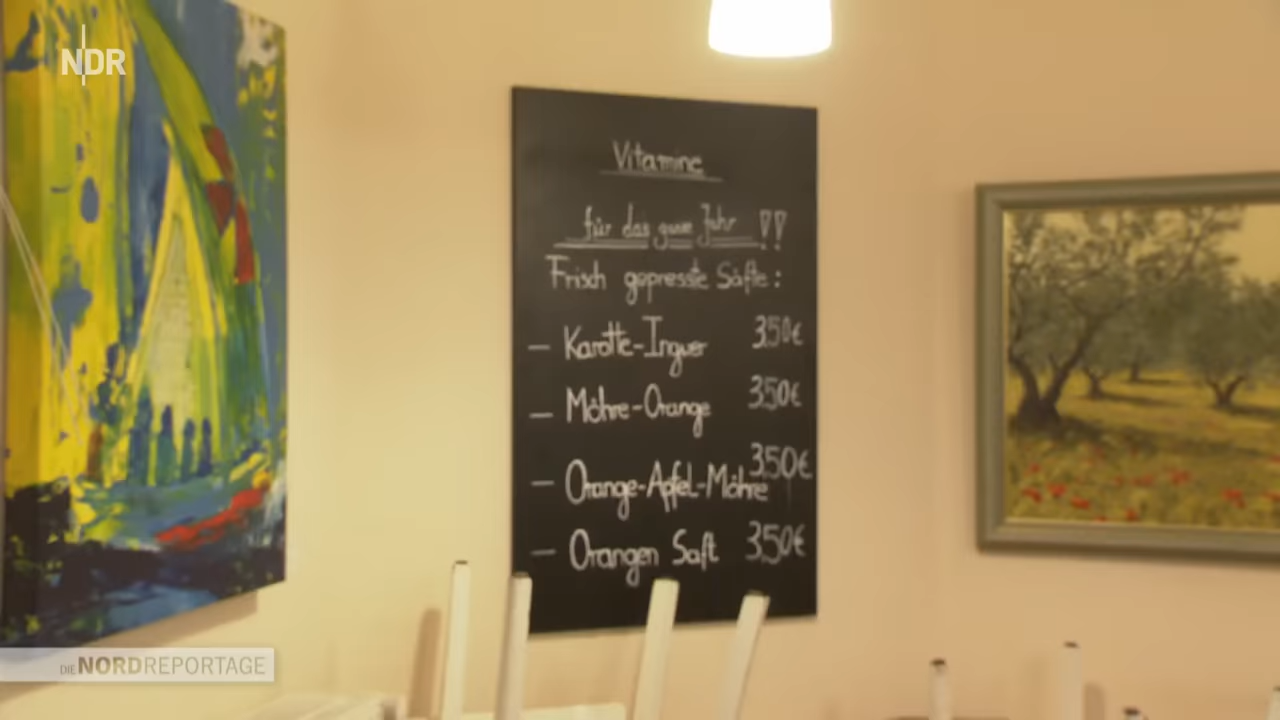 NDR
Vitamine
für das ganze Jahr !!
Frisch gepresste Säfte:
- Karotte-Ingwer 3,50€
- Möhre-Orange 3,50€
- Orange-Apfel-Möhre 3,50€
- Orangen Saft 3,50€
DIE NORDREPORTAGE